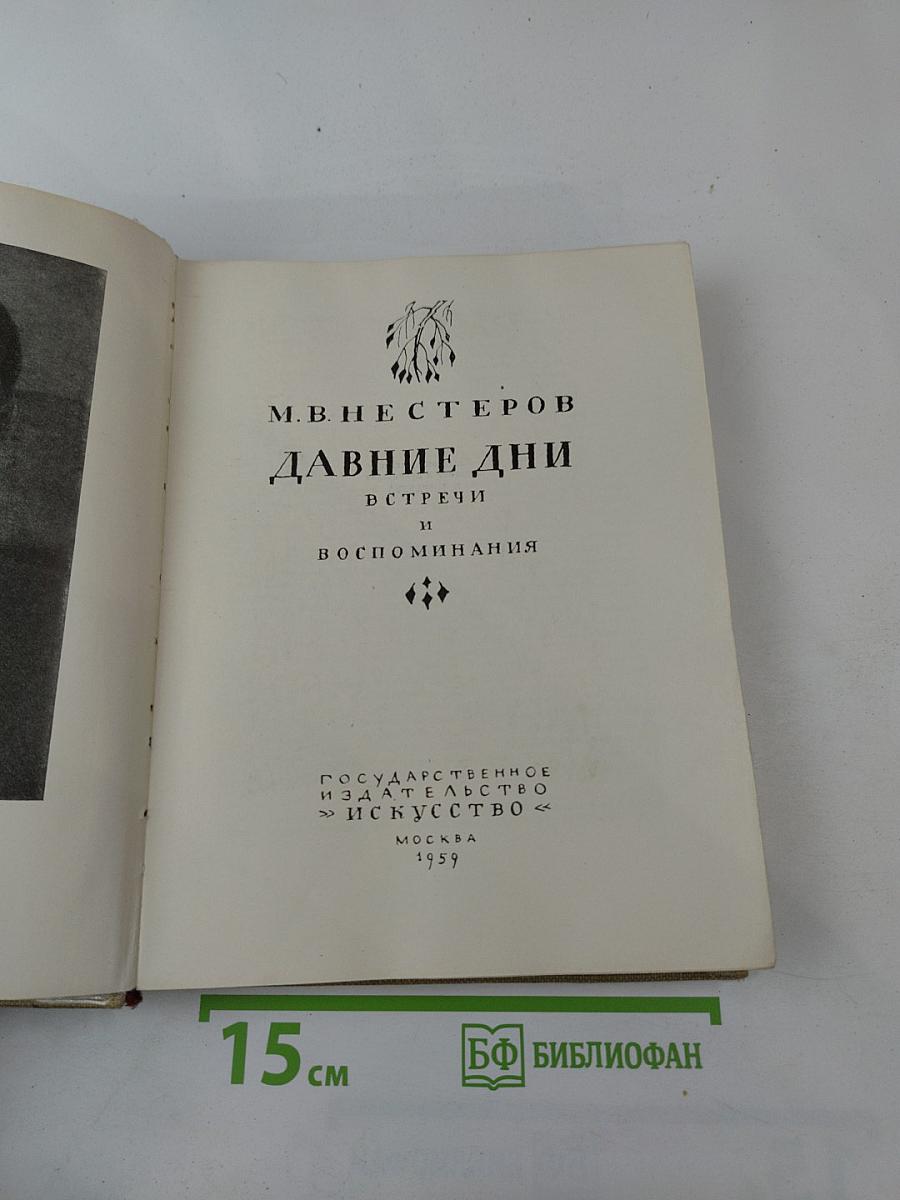 М.В.НЕСТЕРОВ
ДАВНИЕ ДНИ
ВСТРЕЧИ
И
ВОСПОМИНАНИЯ
ГОСУДАРСТВЕННОЕ
ИЗДАТЕЛЬСТВО
»ИСКУССТВО«
МОСКВА
1959
15 см
БФ БИБЛИОФАН